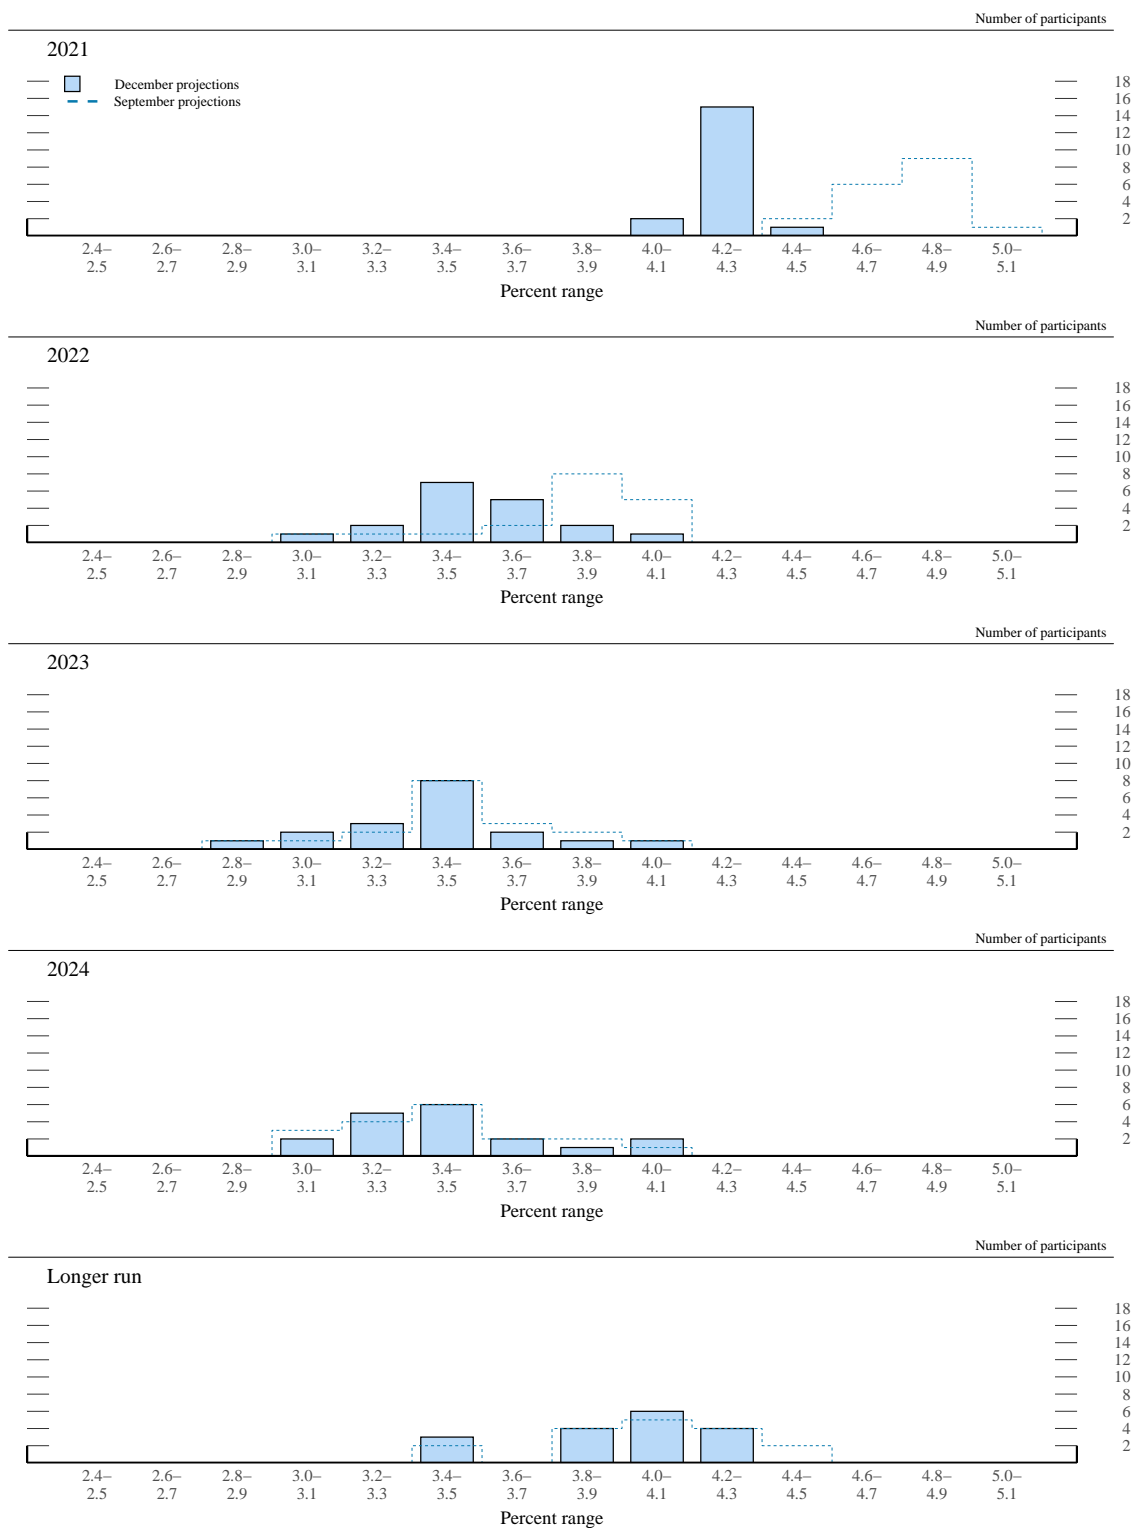 Number of participants
2021
December projections
September projections
18
16
14
12
10
8
6
4
2
2.4– 2.6– 2.8– 3.0– 3.2– 3.4– 3.6– 3.8– 4.0– 4.2– 4.4– 4.6– 4.8– 5.0–
2.5 2.7 2.9 3.1 3.3 3.5 3.7 3.9 4.1 4.3 4.5 4.7 4.9 5.1
Percent range
Number of participants
2022
18
16
14
12
10
8
6
4
2
2.4– 2.6– 2.8– 3.0– 3.2– 3.4– 3.6– 3.8– 4.0– 4.2– 4.4– 4.6– 4.8– 5.0–
2.5 2.7 2.9 3.1 3.3 3.5 3.7 3.9 4.1 4.3 4.5 4.7 4.9 5.1
Percent range
Number of participants
2023
18
16
14
12
10
8
6
4
2
2.4– 2.6– 2.8– 3.0– 3.2– 3.4– 3.6– 3.8– 4.0– 4.2– 4.4– 4.6– 4.8– 5.0–
2.5 2.7 2.9 3.1 3.3 3.5 3.7 3.9 4.1 4.3 4.5 4.7 4.9 5.1
Percent range
Number of participants
2024
18
16
14
12
10
8
6
4
2
2.4– 2.6– 2.8– 3.0– 3.2– 3.4– 3.6– 3.8– 4.0– 4.2– 4.4– 4.6– 4.8– 5.0–
2.5 2.7 2.9 3.1 3.3 3.5 3.7 3.9 4.1 4.3 4.5 4.7 4.9 5.1
Percent range
Number of participants
Longer run
18
16
14
12
10
8
6
4
2
2.4– 2.6– 2.8– 3.0– 3.2– 3.4– 3.6– 3.8– 4.0– 4.2– 4.4– 4.6– 4.8– 5.0–
2.5 2.7 2.9 3.1 3.3 3.5 3.7 3.9 4.1 4.3 4.5 4.7 4.9 5.1
Percent range